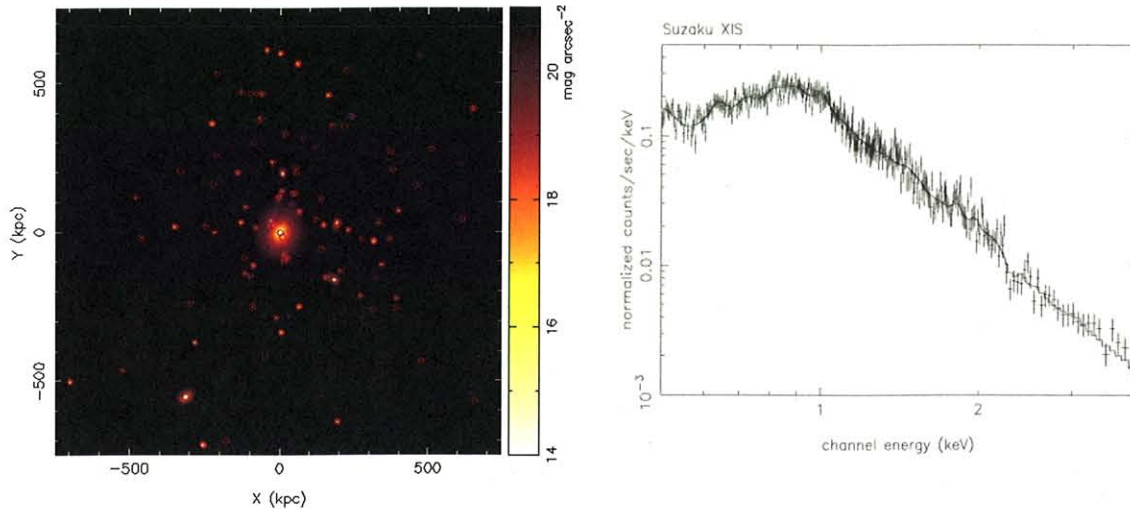 500
0
−500
Y (kpc)
−500
0
500
X (kpc)
20
18
16
14
mag arcsec⁻²
Suzaku XIS
0.1
0.01
10⁻³
normalized counts/sec/keV
1
2
channel energy (keV)